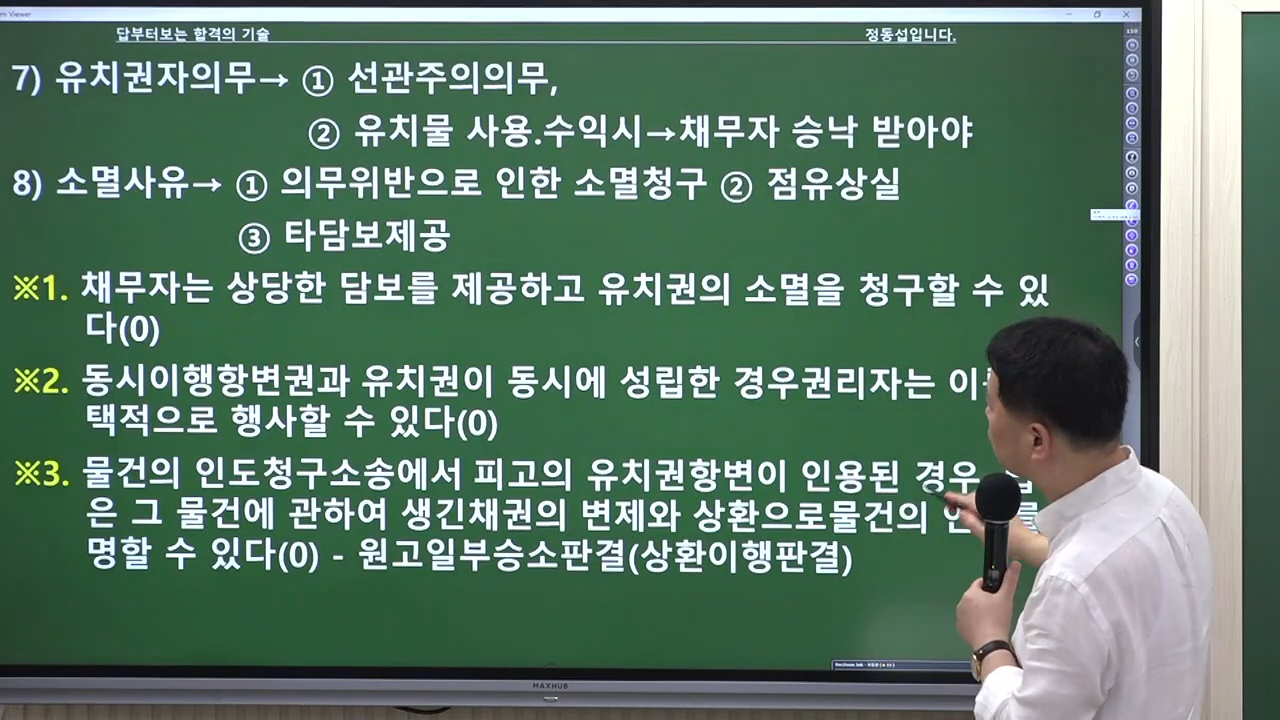 답부터보는 합격의 기술
정동섭입니다.
7) 유치권자의무→ ① 선관주의의무,
② 유치물 사용.수익시→채무자 승낙 받아야
8) 소멸사유→ ① 의무위반으로 인한 소멸청구 ② 점유상실
③ 타담보제공
※1. 채무자는 상당한 담보를 제공하고 유치권의 소멸을 청구할 수 있
다(0)
※2. 동시이행항변권과 유치권이 동시에 성립한 경우권리자는
택적으로 행사할 수 있다(0)
※3. 물건의 인도청구소송에서 피고의 유치권항변이 인용된 경우
은 그 물건에 관하여 생긴채권의 변제와 상환으로물건의
명할 수 있다(0) - 원고일부승소판결(상환이행판결)
MAXHUB